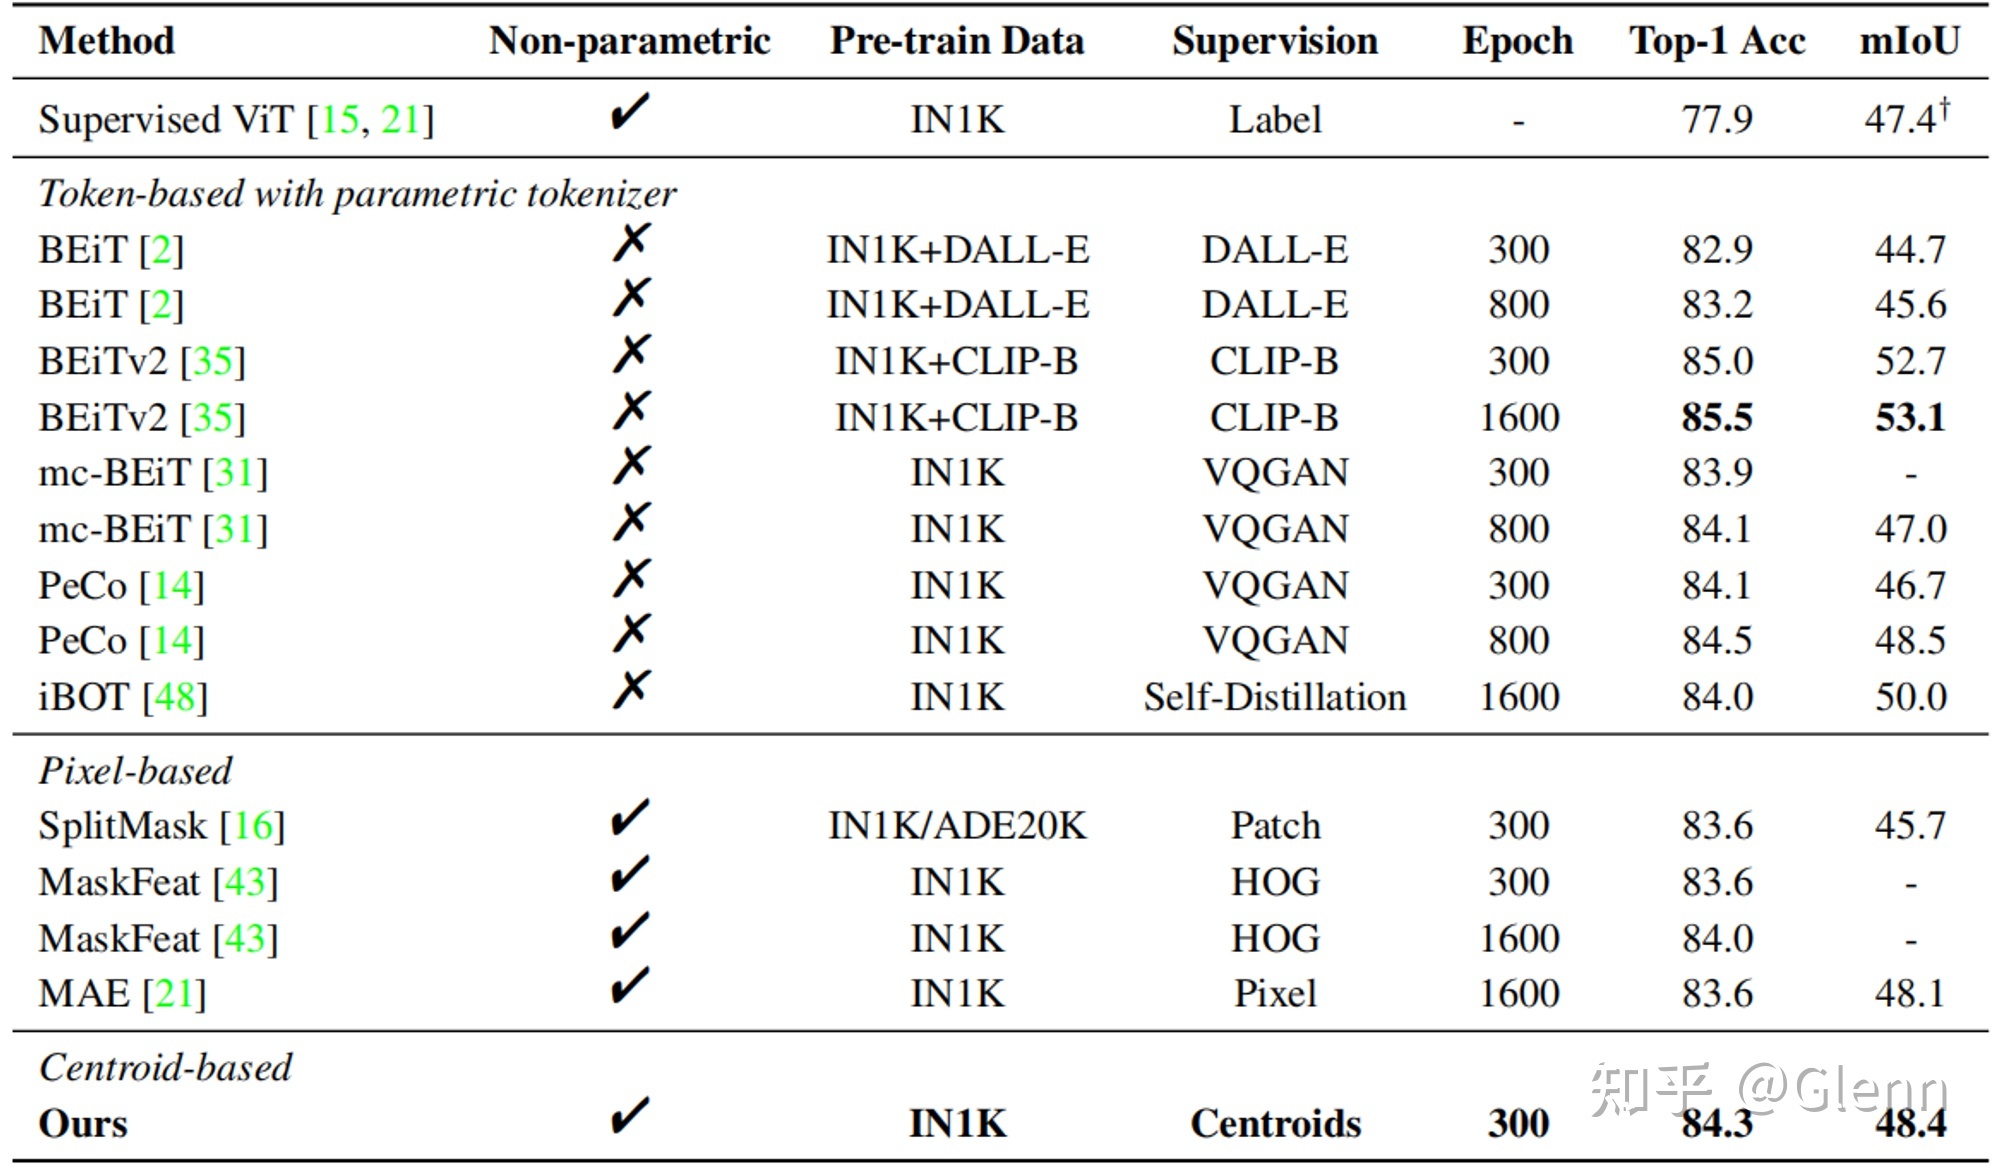 Method Non-parametric Pre-train Data Supervision Epoch Top-1 Acc mIoU
Supervised ViT [15, 21] ✔ IN1K Label - 77.9 47.4†
Token-based with parametric tokenizer
BEiT [2] ✗ IN1K+DALL-E DALL-E 300 82.9 44.7
BEiT [2] ✗ IN1K+DALL-E DALL-E 800 83.2 45.6
BEiTv2 [35] ✗ IN1K+CLIP-B CLIP-B 300 85.0 52.7
BEiTv2 [35] ✗ IN1K+CLIP-B CLIP-B 1600 85.5 53.1
mc-BEiT [31] ✗ IN1K VQGAN 300 83.9 -
mc-BEiT [31] ✗ IN1K VQGAN 800 84.1 47.0
PeCo [14] ✗ IN1K VQGAN 300 84.1 46.7
PeCo [14] ✗ IN1K VQGAN 800 84.5 48.5
iBOT [48] ✗ IN1K Self-Distillation 1600 84.0 50.0
Pixel-based
SplitMask [16] ✔ IN1K/ADE20K Patch 300 83.6 45.7
MaskFeat [43] ✔ IN1K HOG 300 83.6 -
MaskFeat [43] ✔ IN1K HOG 1600 84.0 -
MAE [21] ✔ IN1K Pixel 1600 83.6 48.1
Centroid-based
Ours ✔ IN1K Centroids 300 84.3 48.4
知乎 @Glenn